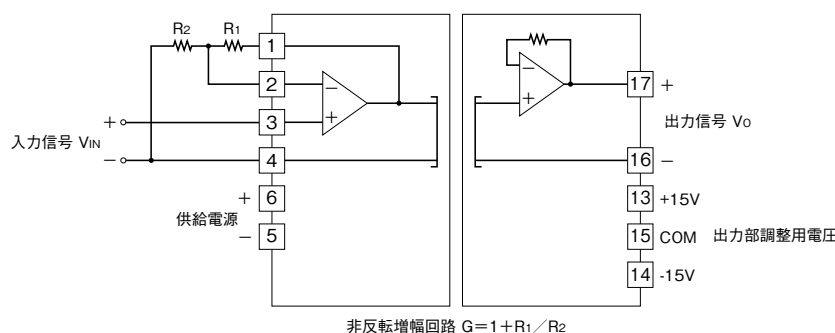 R2 R1
1
2
3
4
6
5
+
入力信号 VIN
−
+
供給電源
−
−
+
−
+
17
+
出力信号 VO
16
−
13
+15V
15
COM
出力部調整用電圧
14
-15V
非反転増幅回路 G=1+R1/R2